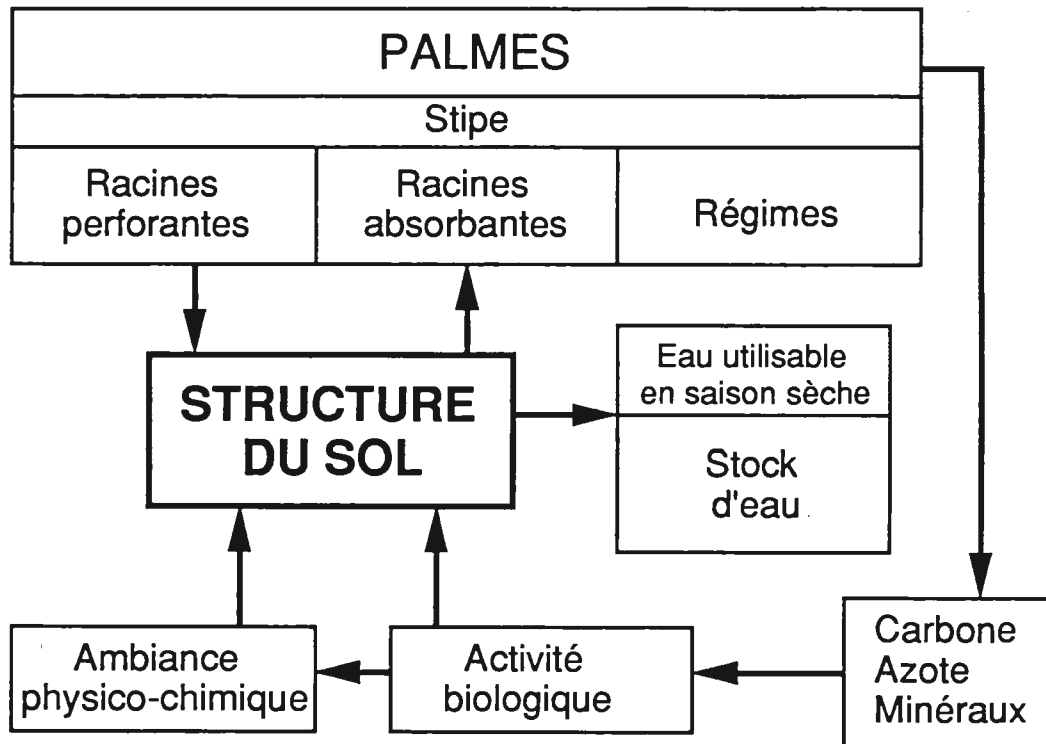 PALMES
Stipe
Racines
perforantes
Racines
absorbantes
Régimes
STRUCTURE
DU SOL
Eau utilisable
en saison sèche
Stock
d'eau
Ambiance
physico-chimique
Activité
biologique
Carbone
Azote
Minéraux